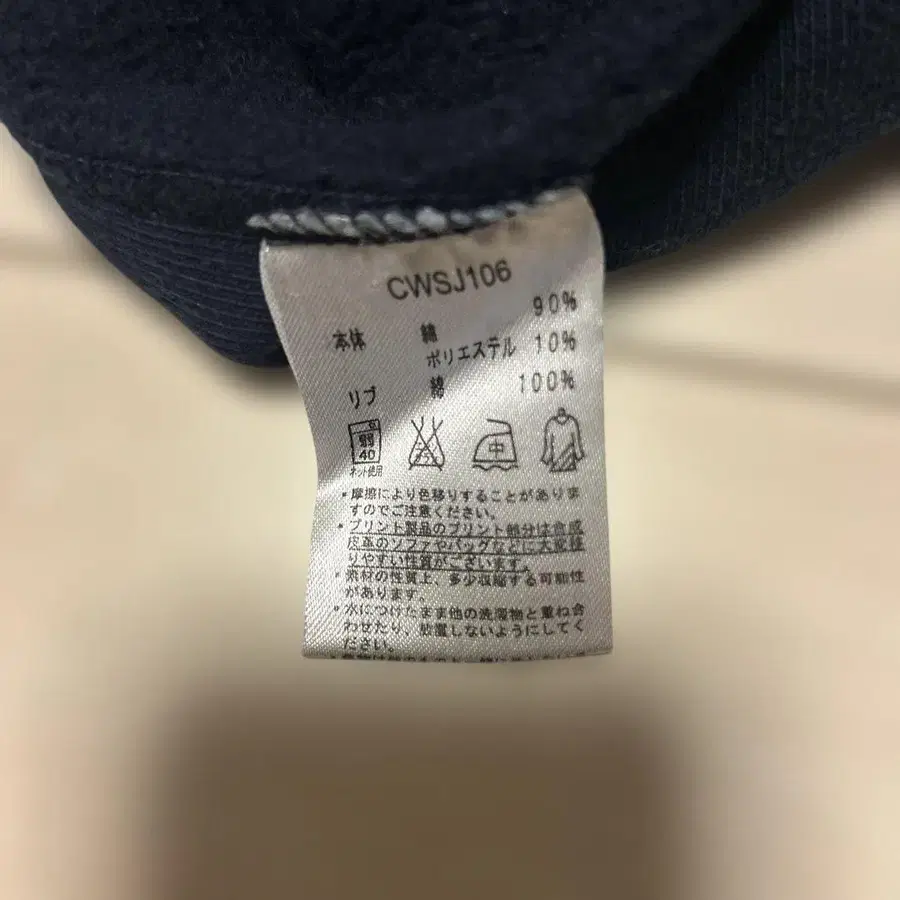 CWSJ106
本体 綿 90%
ポリエステル 10%
リブ 綿 100%
弱 40 中
ネット使用
*摩擦により色移りすることがありま
すのでご注意ください。
*プリント製品のプリント部分は合成
皮革のソファやバッグなどに大変移
りやすい性質がございます。
*素材の性質上、多少収縮する可能性
があります。
*水につけたまま他の洗濯物と重ね合
わせたり、放置しないようにしてく
ださい。